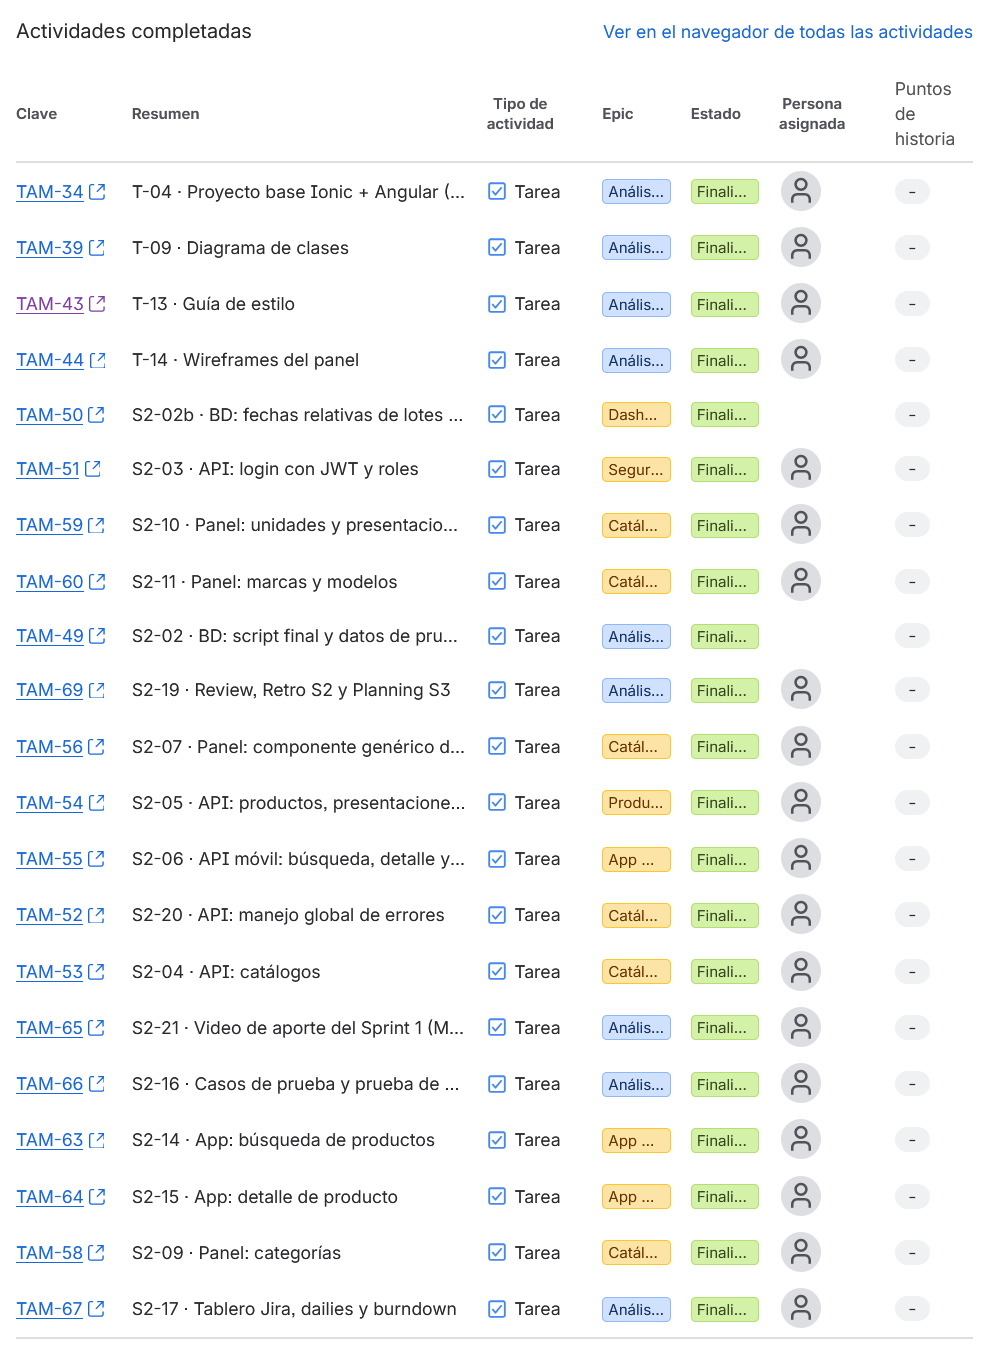 Actividades completadas Ver en el navegador de todas las actividades
Clave Resumen Tipo de actividad Epic Estado Persona asignada Puntos de historia
TAM-34 T-04 · Proyecto base Ionic + Angular (... Tarea Anális... Finali... -
TAM-39 T-09 · Diagrama de clases Tarea Anális... Finali... -
TAM-43 T-13 · Guía de estilo Tarea Anális... Finali... -
TAM-44 T-14 · Wireframes del panel Tarea Anális... Finali... -
TAM-50 S2-02b · BD: fechas relativas de lotes ... Tarea Dash... Finali... -
TAM-51 S2-03 · API: login con JWT y roles Tarea Segur... Finali... -
TAM-59 S2-10 · Panel: unidades y presentacio... Tarea Catál... Finali... -
TAM-60 S2-11 · Panel: marcas y modelos Tarea Catál... Finali... -
TAM-49 S2-02 · BD: script final y datos de pru... Tarea Anális... Finali... -
TAM-69 S2-19 · Review, Retro S2 y Planning S3 Tarea Anális... Finali... -
TAM-56 S2-07 · Panel: componente genérico d... Tarea Catál... Finali... -
TAM-54 S2-05 · API: productos, presentacione... Tarea Produ... Finali... -
TAM-55 S2-06 · API móvil: búsqueda, detalle y... Tarea App ... Finali... -
TAM-52 S2-20 · API: manejo global de errores Tarea Catál... Finali... -
TAM-53 S2-04 · API: catálogos Tarea Catál... Finali... -
TAM-65 S2-21 · Video de aporte del Sprint 1 (M... Tarea Anális... Finali... -
TAM-66 S2-16 · Casos de prueba y prueba de ... Tarea Anális... Finali... -
TAM-63 S2-14 · App: búsqueda de productos Tarea App ... Finali... -
TAM-64 S2-15 · App: detalle de producto Tarea App ... Finali... -
TAM-58 S2-09 · Panel: categorías Tarea Catál... Finali... -
TAM-67 S2-17 · Tablero Jira, dailies y burndown Tarea Anális... Finali... -